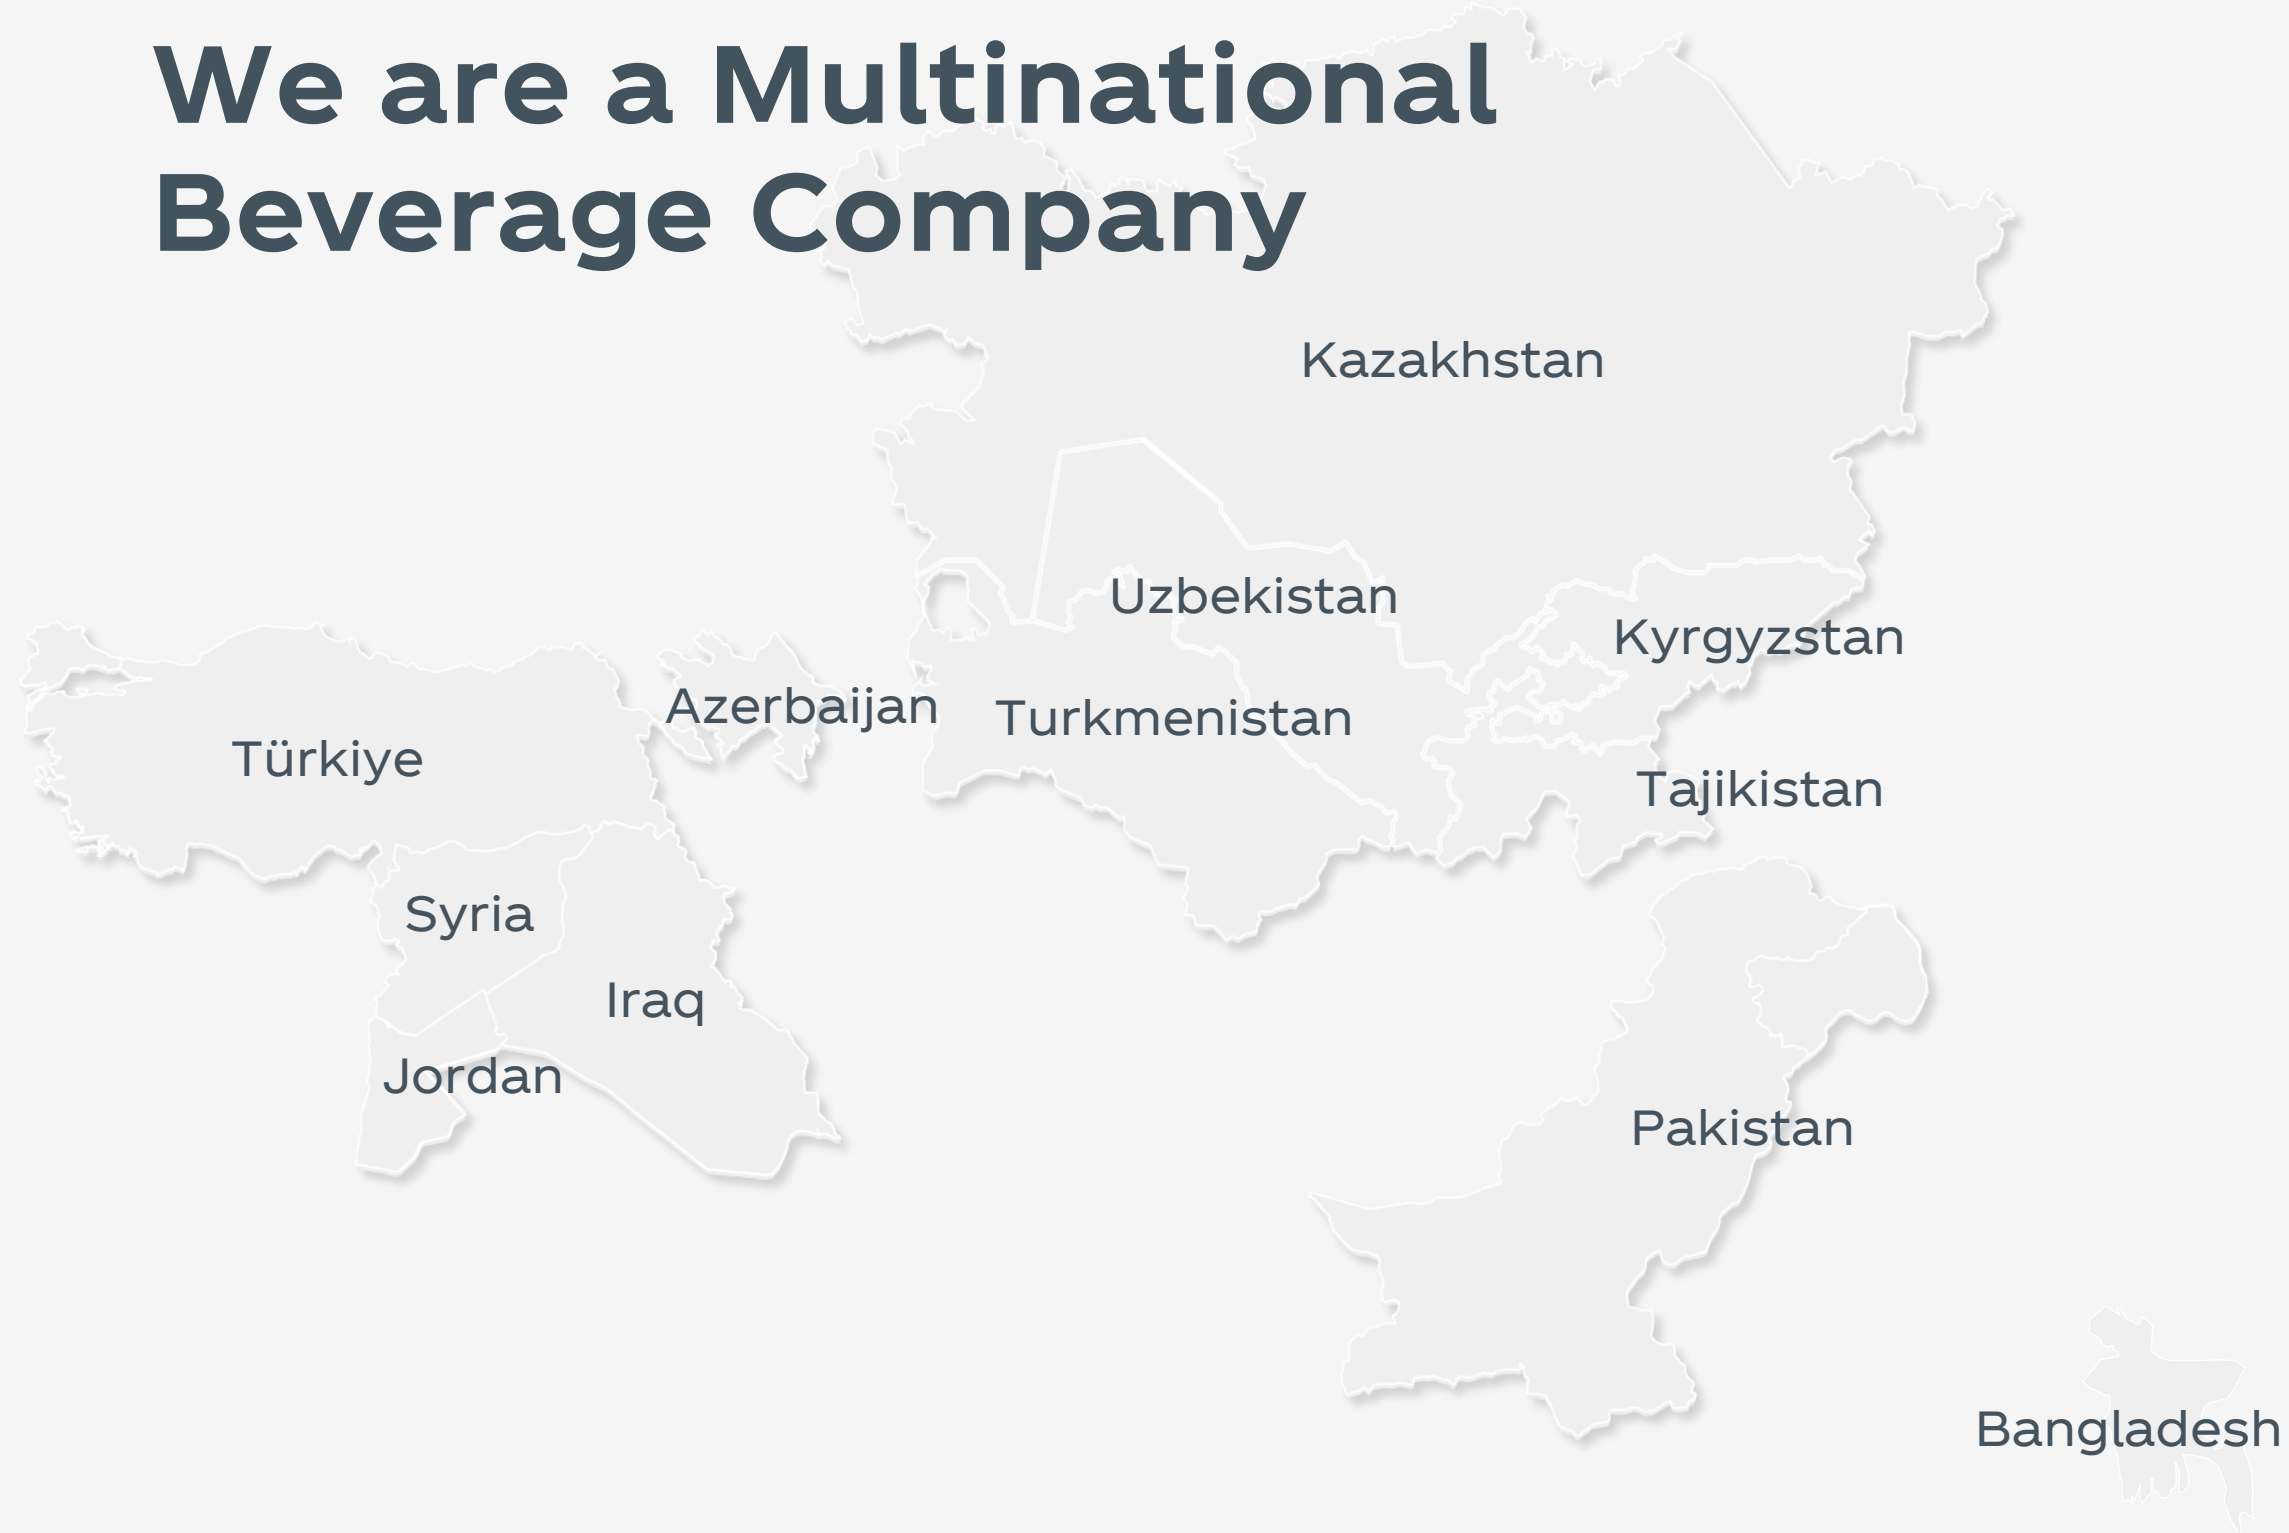 We are a Multinational
Beverage Company
Kazakhstan
Uzbekistan
Kyrgyzstan
Azerbaijan
Turkmenistan
Türkiye
Tajikistan
Syria
Iraq
Jordan
Pakistan
Bangladesh